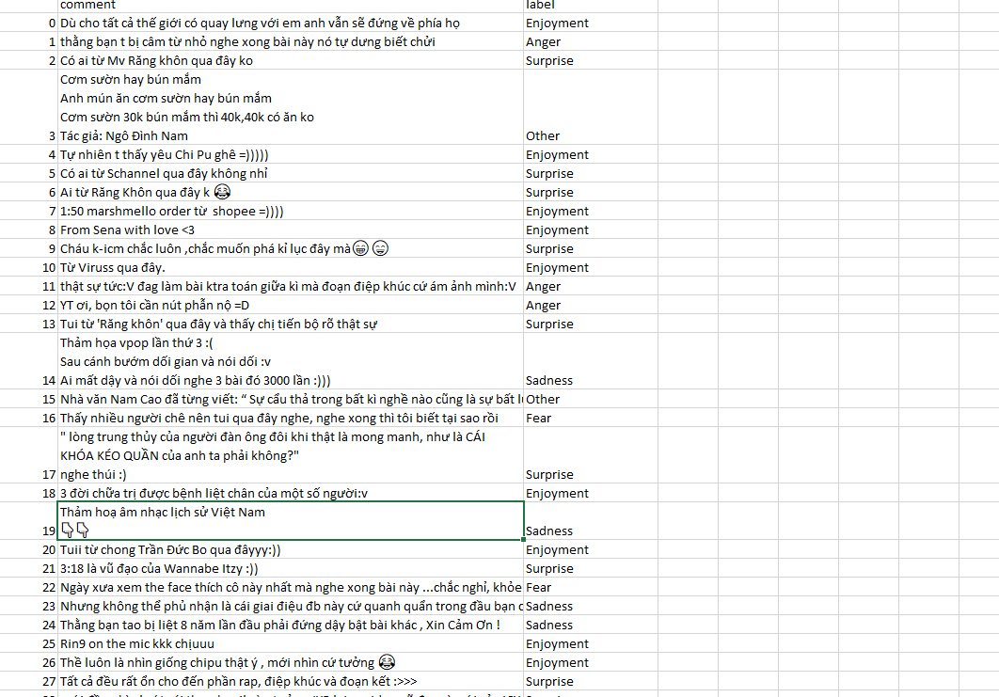 comment label
0 Dù cho tất cả thế giới có quay lưng với em anh vẫn sẽ đứng về phía họ Enjoyment
1 thằng bạn t bị câm từ nhỏ nghe xong bài này nó tự dưng biết chửi Anger
2 Có ai từ Mv Răng khôn qua đây ko Surprise
Cơm sườn hay bún mắm
Anh mún ăn cơm sườn hay bún mắm
Cơm sườn 30k bún mắm thì 40k,40k có ăn ko
3 Tác giả: Ngô Đình Nam Other
4 Tự nhiên t thấy yêu Chi Pu ghê =))))) Enjoyment
5 Có ai từ Schannel qua đây không nhỉ Surprise
6 Ai từ Răng Khôn qua đây k 😂 Surprise
7 1:50 marshmello order từ  shopee =)))) Enjoyment
8 From Sena with love <3 Enjoyment
9 Cháu k-icm chắc luôn ,chắc muốn phá kỉ lục đây mà😁😄 Surprise
10 Từ Viruss qua đây. Enjoyment
11 thật sự tức:V đag làm bài ktra toán giữa kì mà đoạn điệp khúc cứ ám ảnh mình:V Anger
12 YT ơi, bọn tôi cần nút phẫn nộ =D Anger
13 Tui từ 'Răng khôn' qua đây và thấy chị tiến bộ rõ thật sự Surprise
Thảm họa vpop lần thứ 3 :(
Sau cánh bướm dối gian và nói dối :v
14 Ai mất dậy và nói dối nghe 3 bài đó 3000 lần :))) Sadness
15 Nhà văn Nam Cao đã từng viết: “ Sự cẩu thả trong bất kì nghề nào cũng là sự bất Other
16 Thấy nhiều người chê nên tui qua đây nghe, nghe xong thì tôi biết tại sao rồi Fear
" lòng trung thủy của người đàn ông đôi khi thật là mong manh, như là CÁI
KHÓA KÉO QUẦN của anh ta phải không?"
17 nghe thúi :) Surprise
18 3 đời chữa trị được bệnh liệt chân của một số người:v Enjoyment
Thảm hoạ âm nhạc lịch sử Việt Nam
19 👇👇 Sadness
20 Tuii từ chong Trần Đức Bo qua đâyyy:)) Enjoyment
21 3:18 là vũ đạo của Wannabe Itzy :)) Surprise
22 Ngày xưa xem the face thích cô này nhất mà nghe xong bài này ...chắc nghỉ, khỏe Fear
23 Nhưng không thể phủ nhận là cái giai điệu đb này cứ quanh quẩn trong đầu bạn Sadness
24 Thằng bạn tao bị liệt 8 năm lần đầu phải đứng dậy bật bài khác , Xin Cảm Ơn ! Sadness
25 Rin9 on the mic kkk chịuuu Enjoyment
26 Thề luôn là nhìn giống chipu thật ý , mới nhìn cứ tưởng 😂 Enjoyment
27 Tất cả đều rất ổn cho đến phần rap, điệp khúc và đoạn kết :>>> Surprise